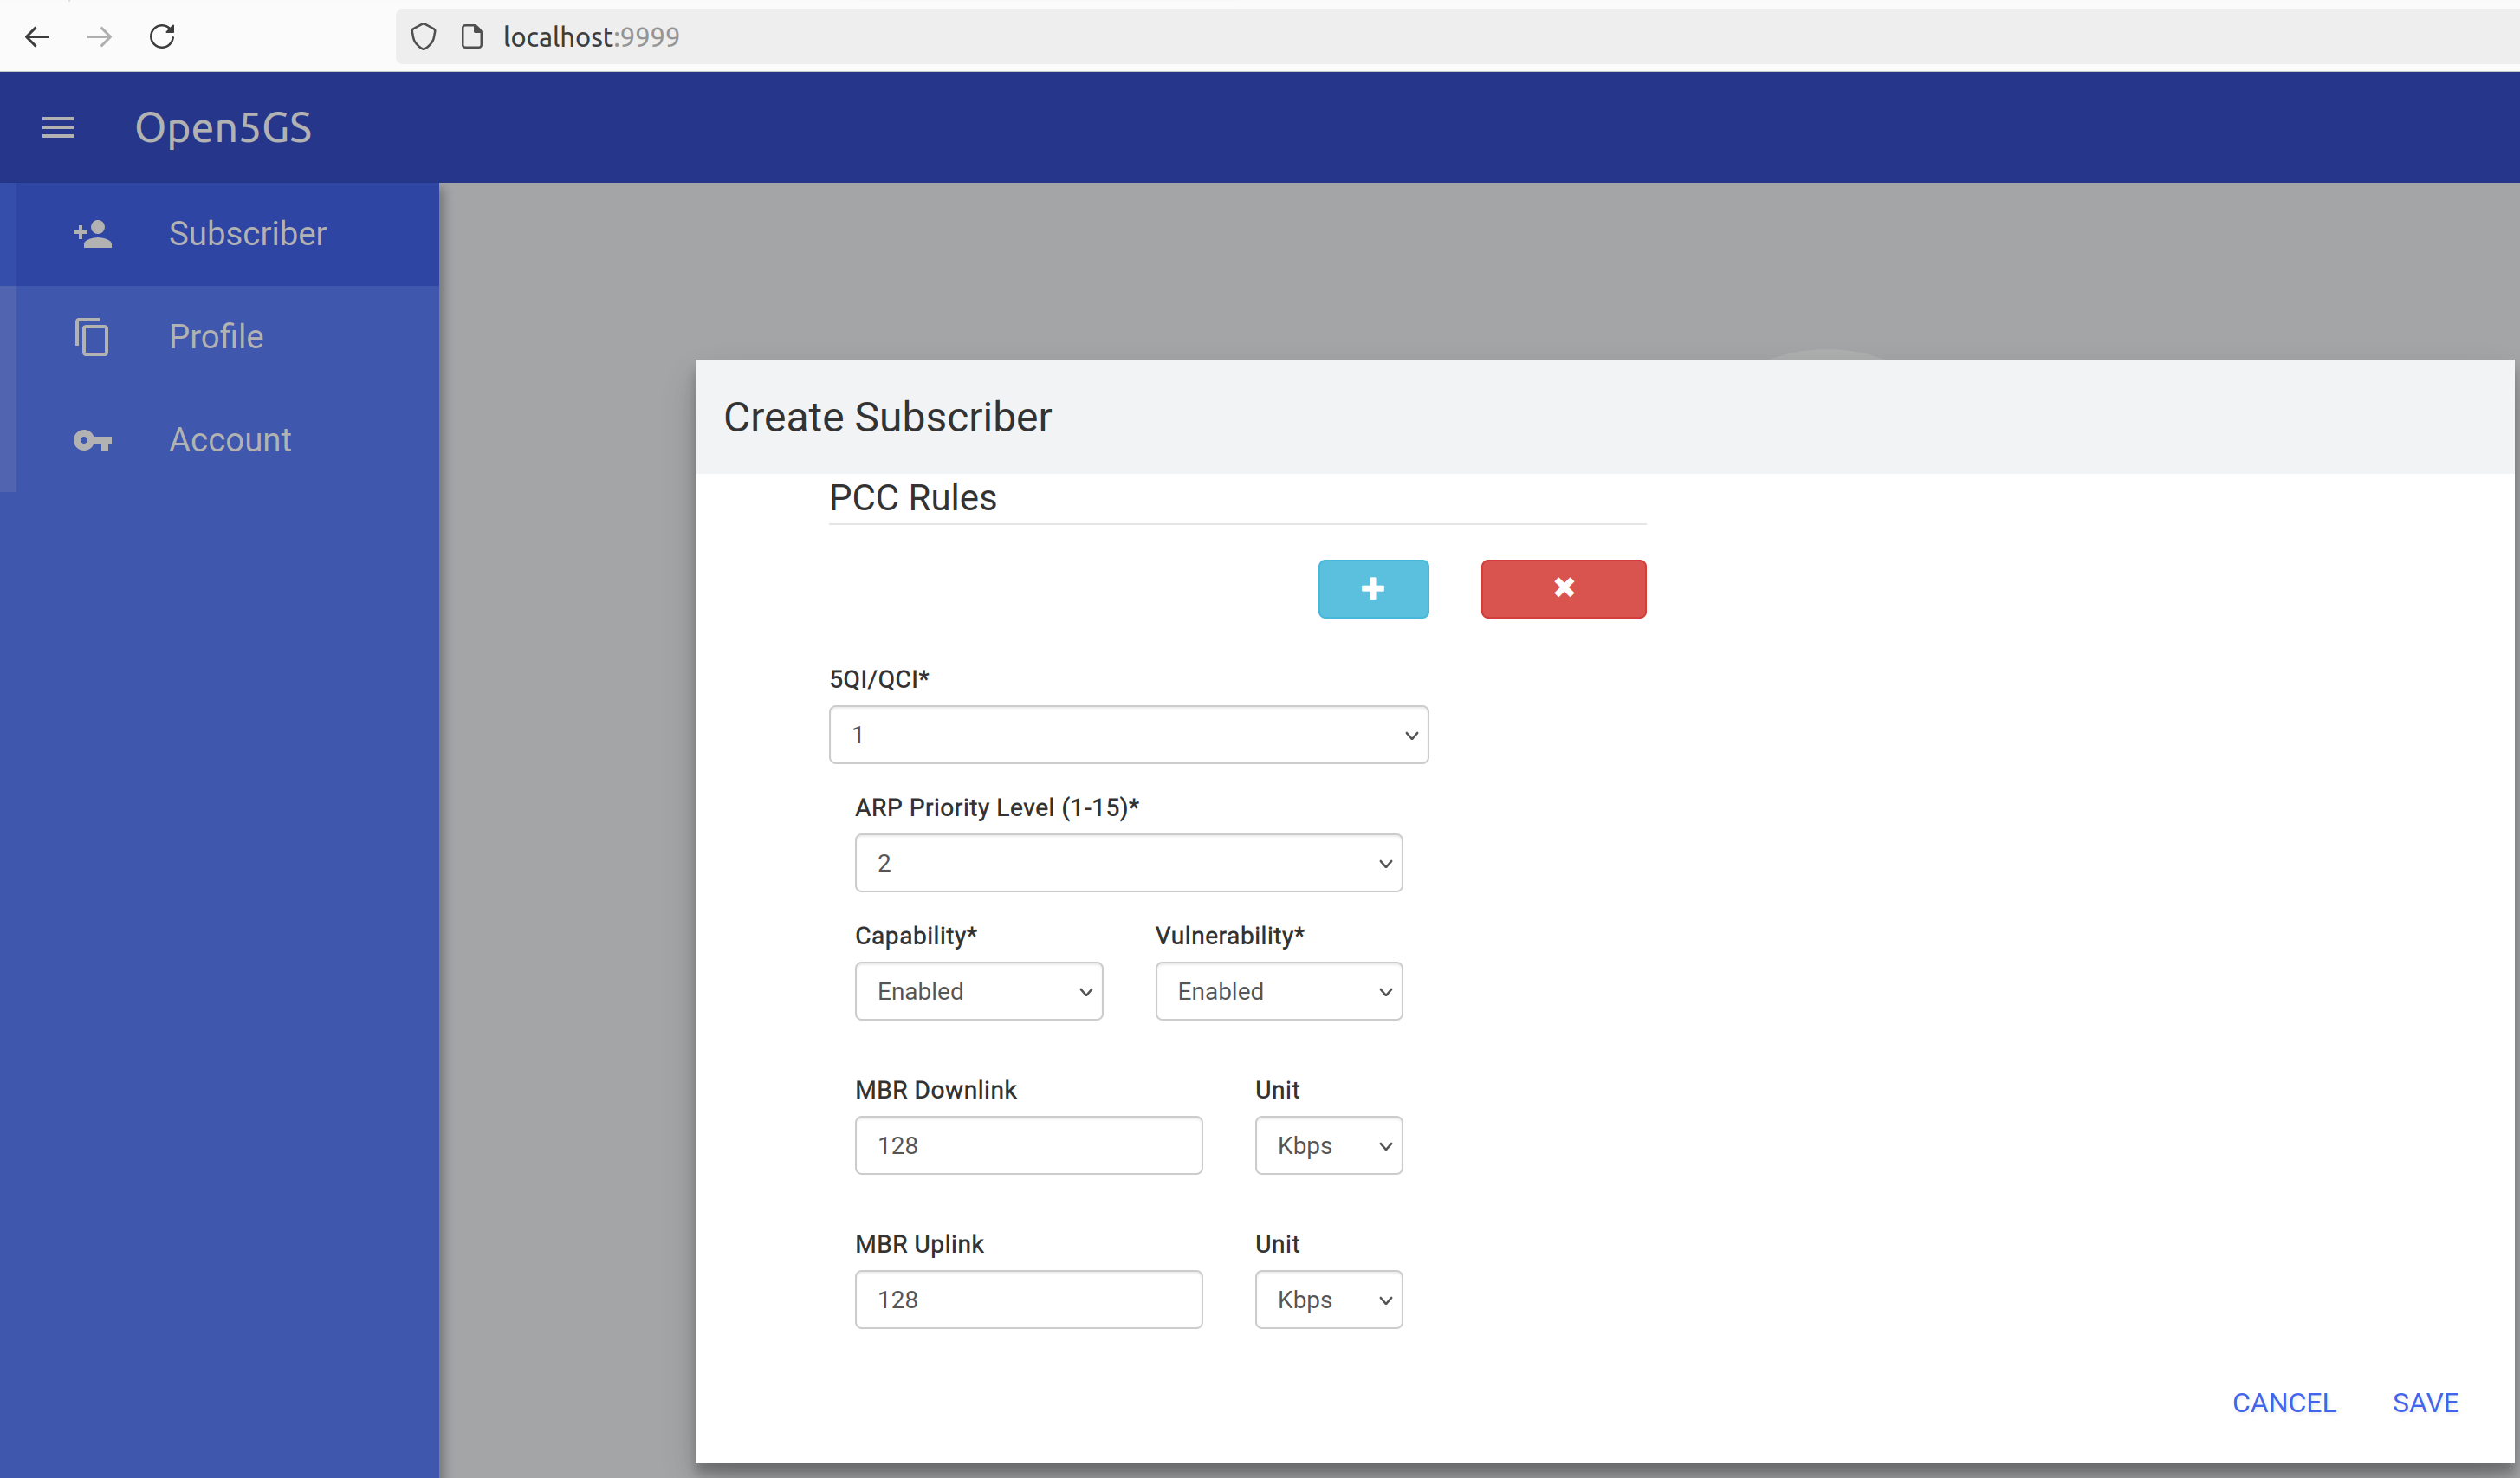 localhost:9999
Open5GS
Subscriber
Profile
Account
Create Subscriber
PCC Rules
5QI/QCI*
1
ARP Priority Level (1-15)*
2
Capability* Vulnerability*
Enabled Enabled
MBR Downlink Unit
128 Kbps
MBR Uplink Unit
128 Kbps
CANCEL SAVE